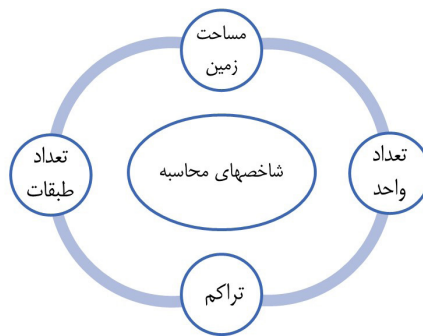 مساحت
زمین
تعداد
واحد
شاخصهای محاسبه
تعداد
طبقات
تراکم